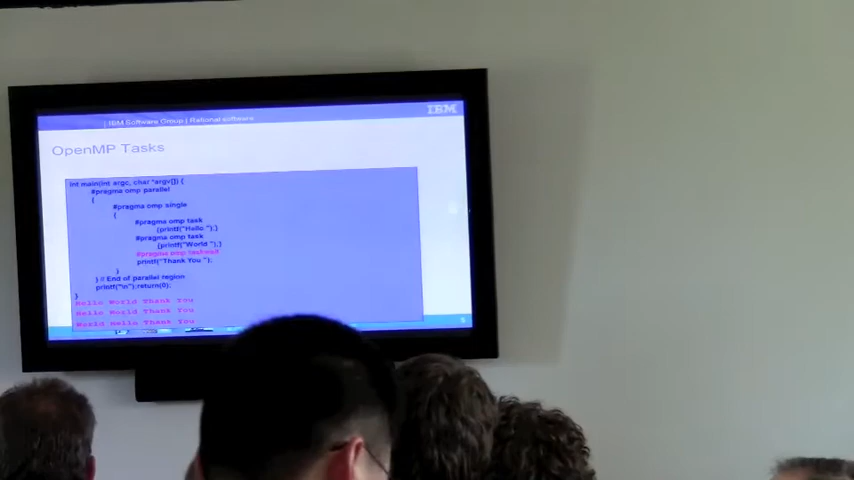 | IBM Software Group | Rational software
IBM
OpenMP Tasks
int main(int argc, char *argv[]) {
#pragma omp parallel
{
#pragma omp single
{
#pragma omp task
{printf("Hello ");}
#pragma omp task
{printf("World ");}
#pragma omp taskwait
printf("Thank You ");
}
} // End of parallel region
printf("\n");return(0);
}
Hello World Thank You
Hello World Thank You
World Hello Thank You
5